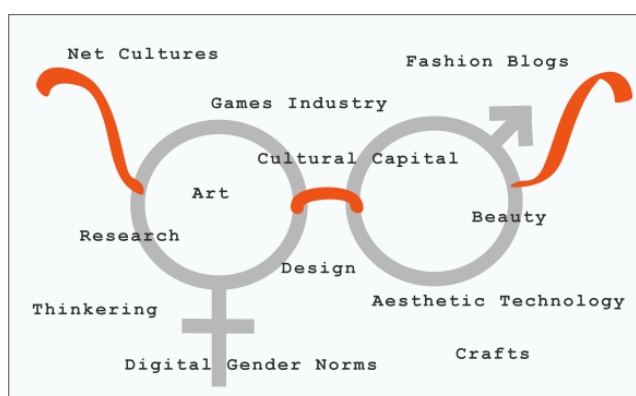 Net Cultures
Fashion Blogs
Games Industry
Cultural Capital
Art
Beauty
Research
Design
Aesthetic Technology
Thinkering
Crafts
Digital Gender Norms